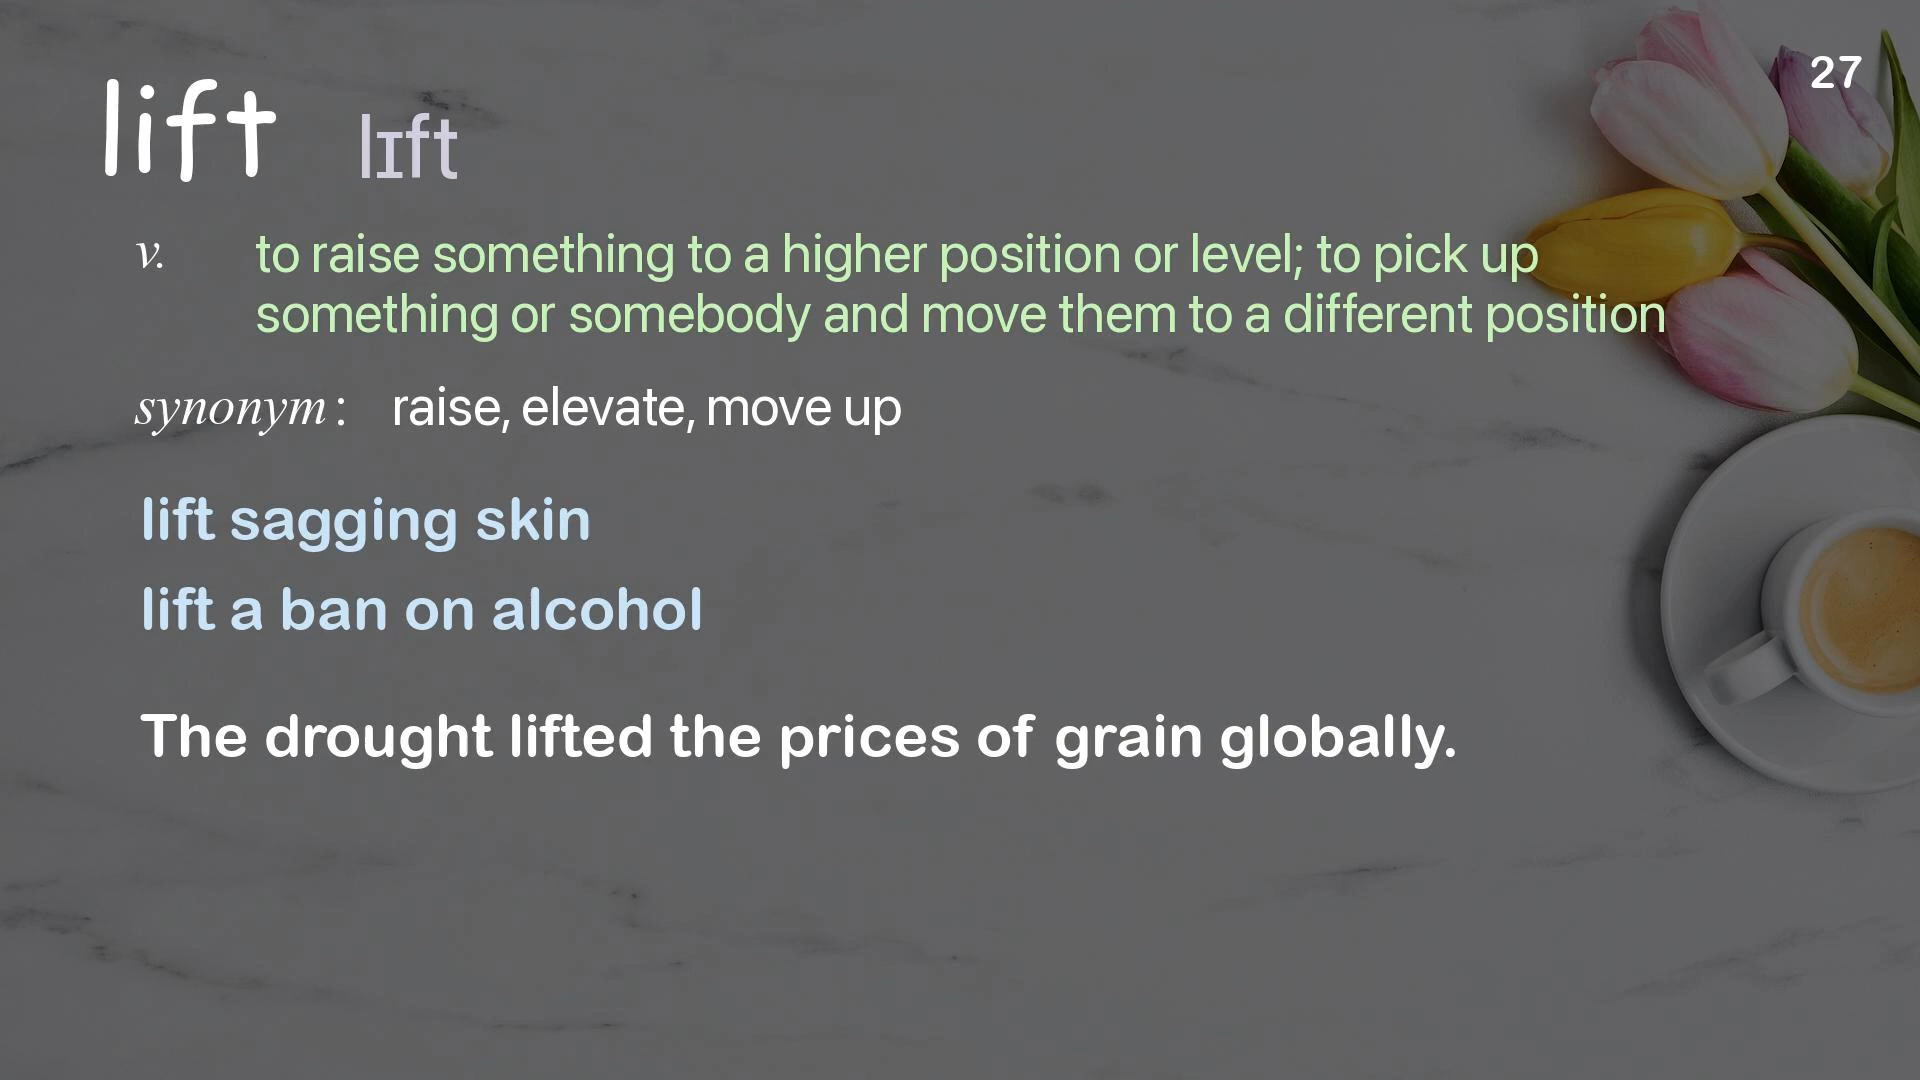 27
lift lɪft
v. to raise something to a higher position or level; to pick up
something or somebody and move them to a different position
synonym : raise, elevate, move up
lift sagging skin
lift a ban on alcohol
The drought lifted the prices of grain globally.